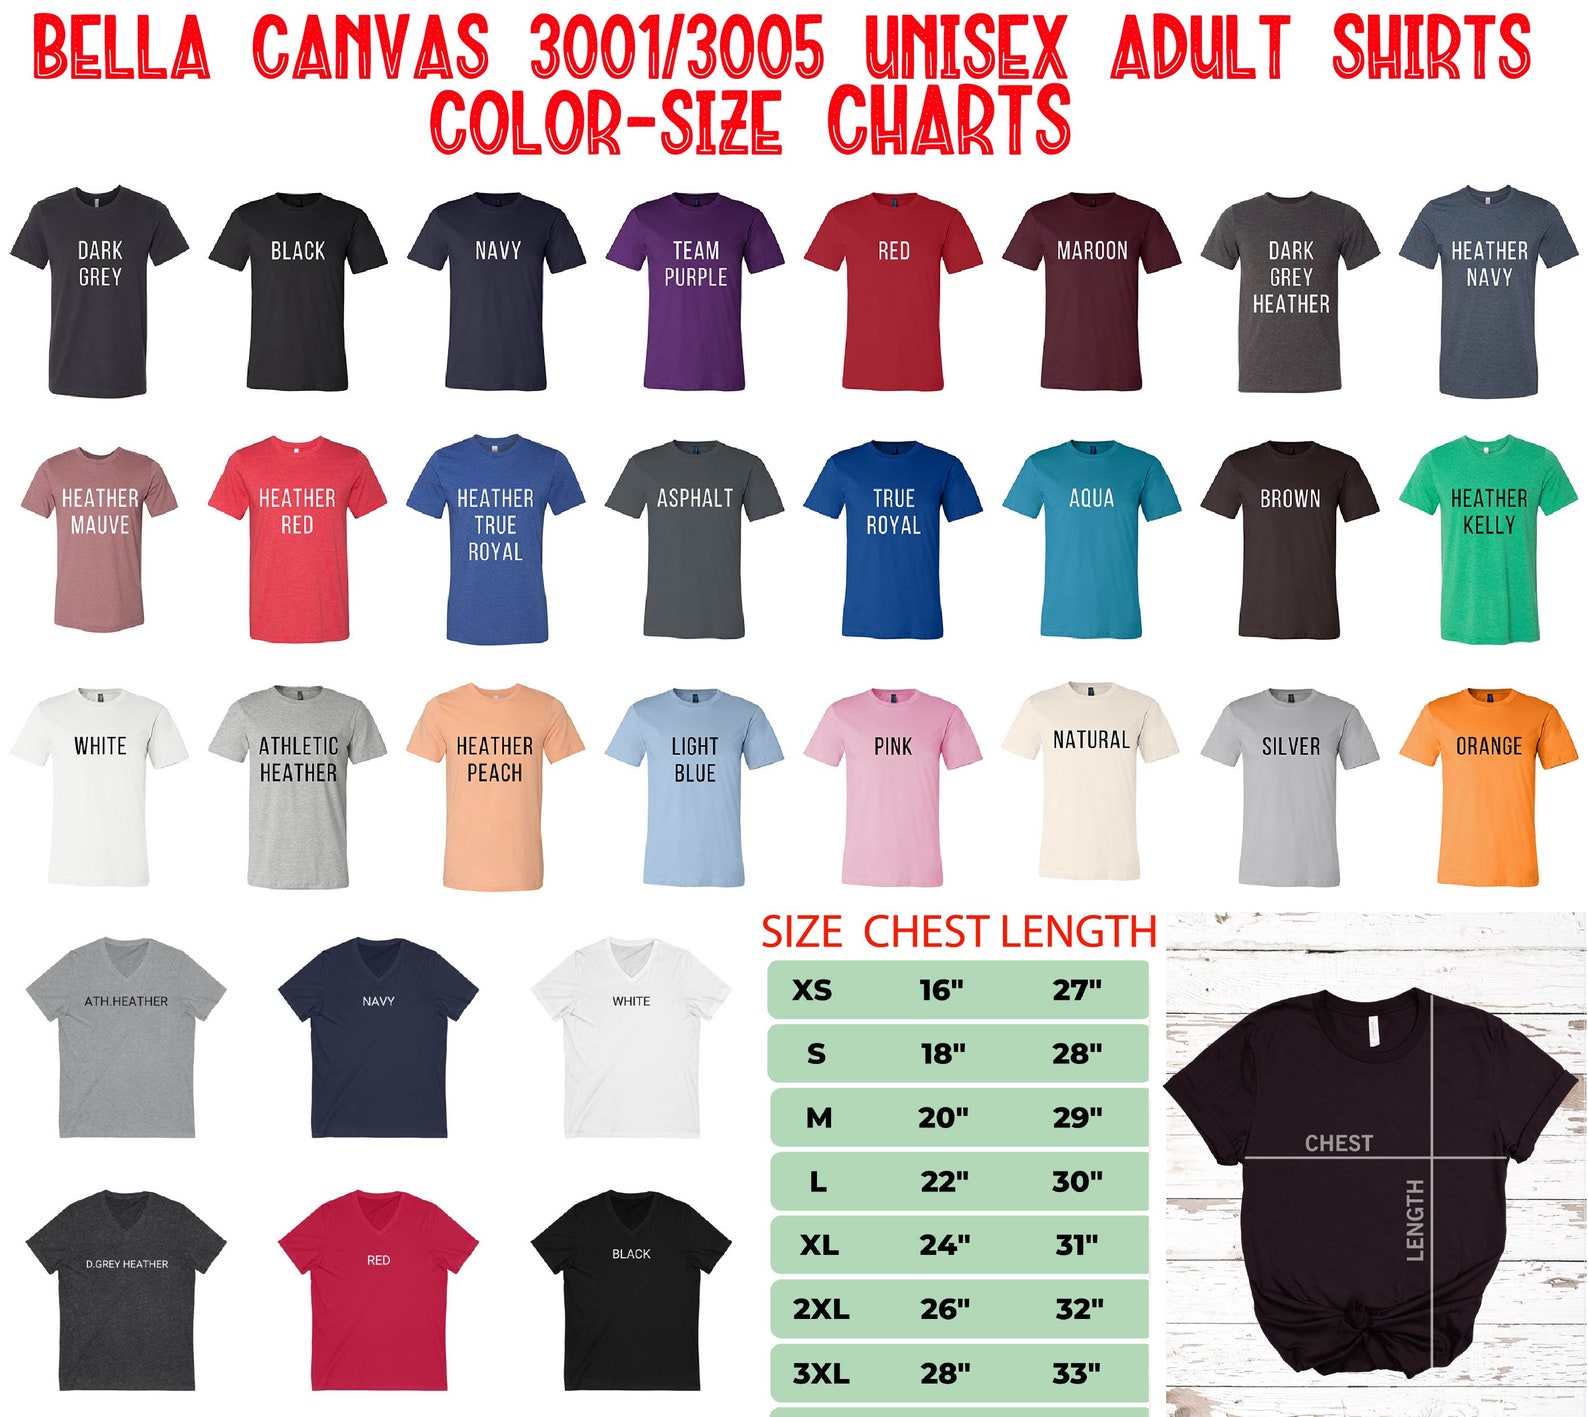 BELLA CANVAS 3001/3005 UNISEX ADULT SHIRTS
COLOR-SIZE CHARTS
DARK
GREY
BLACK
NAVY
TEAM
PURPLE
RED
MAROON
DARK
GREY
HEATHER
HEATHER
NAVY
HEATHER
MAUVE
HEATHER
RED
HEATHER
TRUE
ROYAL
ASPHALT
TRUE
ROYAL
AQUA
BROWN
HEATHER
KELLY
WHITE
ATHLETIC
HEATHER
HEATHER
PEACH
LIGHT
BLUE
PINK
NATURAL
SILVER
ORANGE
ATH.HEATHER
NAVY
WHITE
D.GREY HEATHER
RED
BLACK
SIZE CHEST LENGTH
XS 16" 27"
S 18" 28"
M 20" 29"
L 22" 30"
XL 24" 31"
2XL 26" 32"
3XL 28" 33"
CHEST
LENGTH